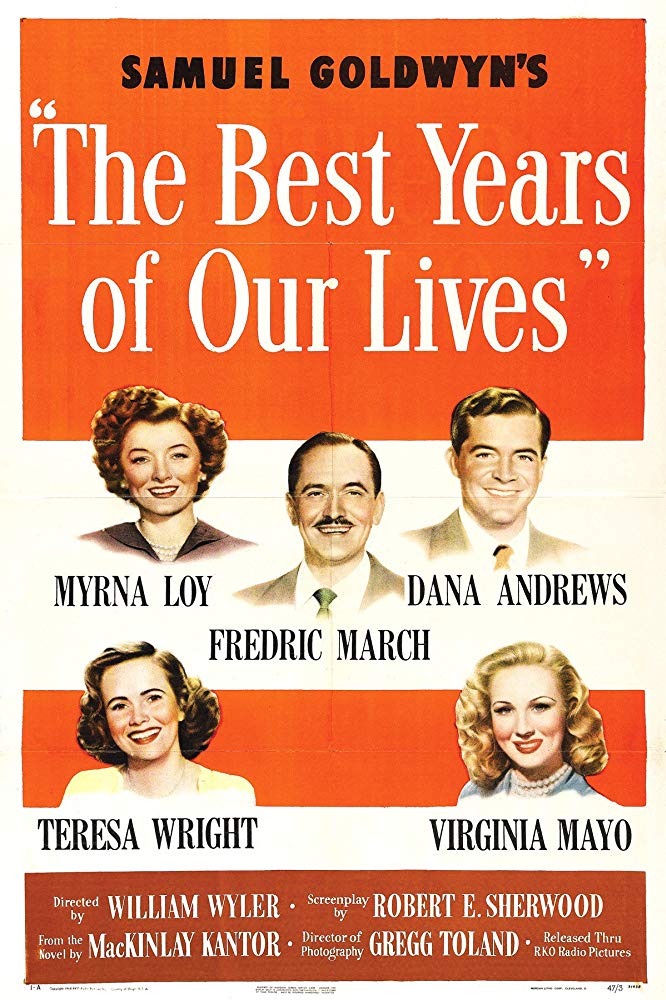 SAMUEL GOLDWYN'S
"The Best Years
of Our Lives"
MYRNA LOY
DANA ANDREWS
FREDRIC MARCH
TERESA WRIGHT
VIRGINIA MAYO
Directed by WILLIAM WYLER · Screenplay by ROBERT E. SHERWOOD
From the Novel by MacKINLAY KANTOR · Director of Photography GREGG TOLAND · Released Thru RKO Radio Pictures
1-A
47/3